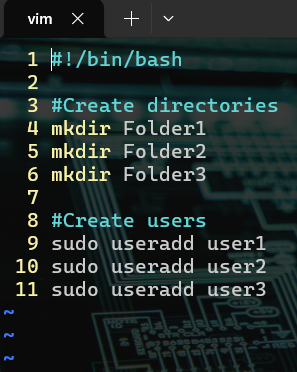 vim
1 #!/bin/bash
2
3 #Create directories
4 mkdir Folder1
5 mkdir Folder2
6 mkdir Folder3
7
8 #Create users
9 sudo useradd user1
10 sudo useradd user2
11 sudo useradd user3
~
~
~